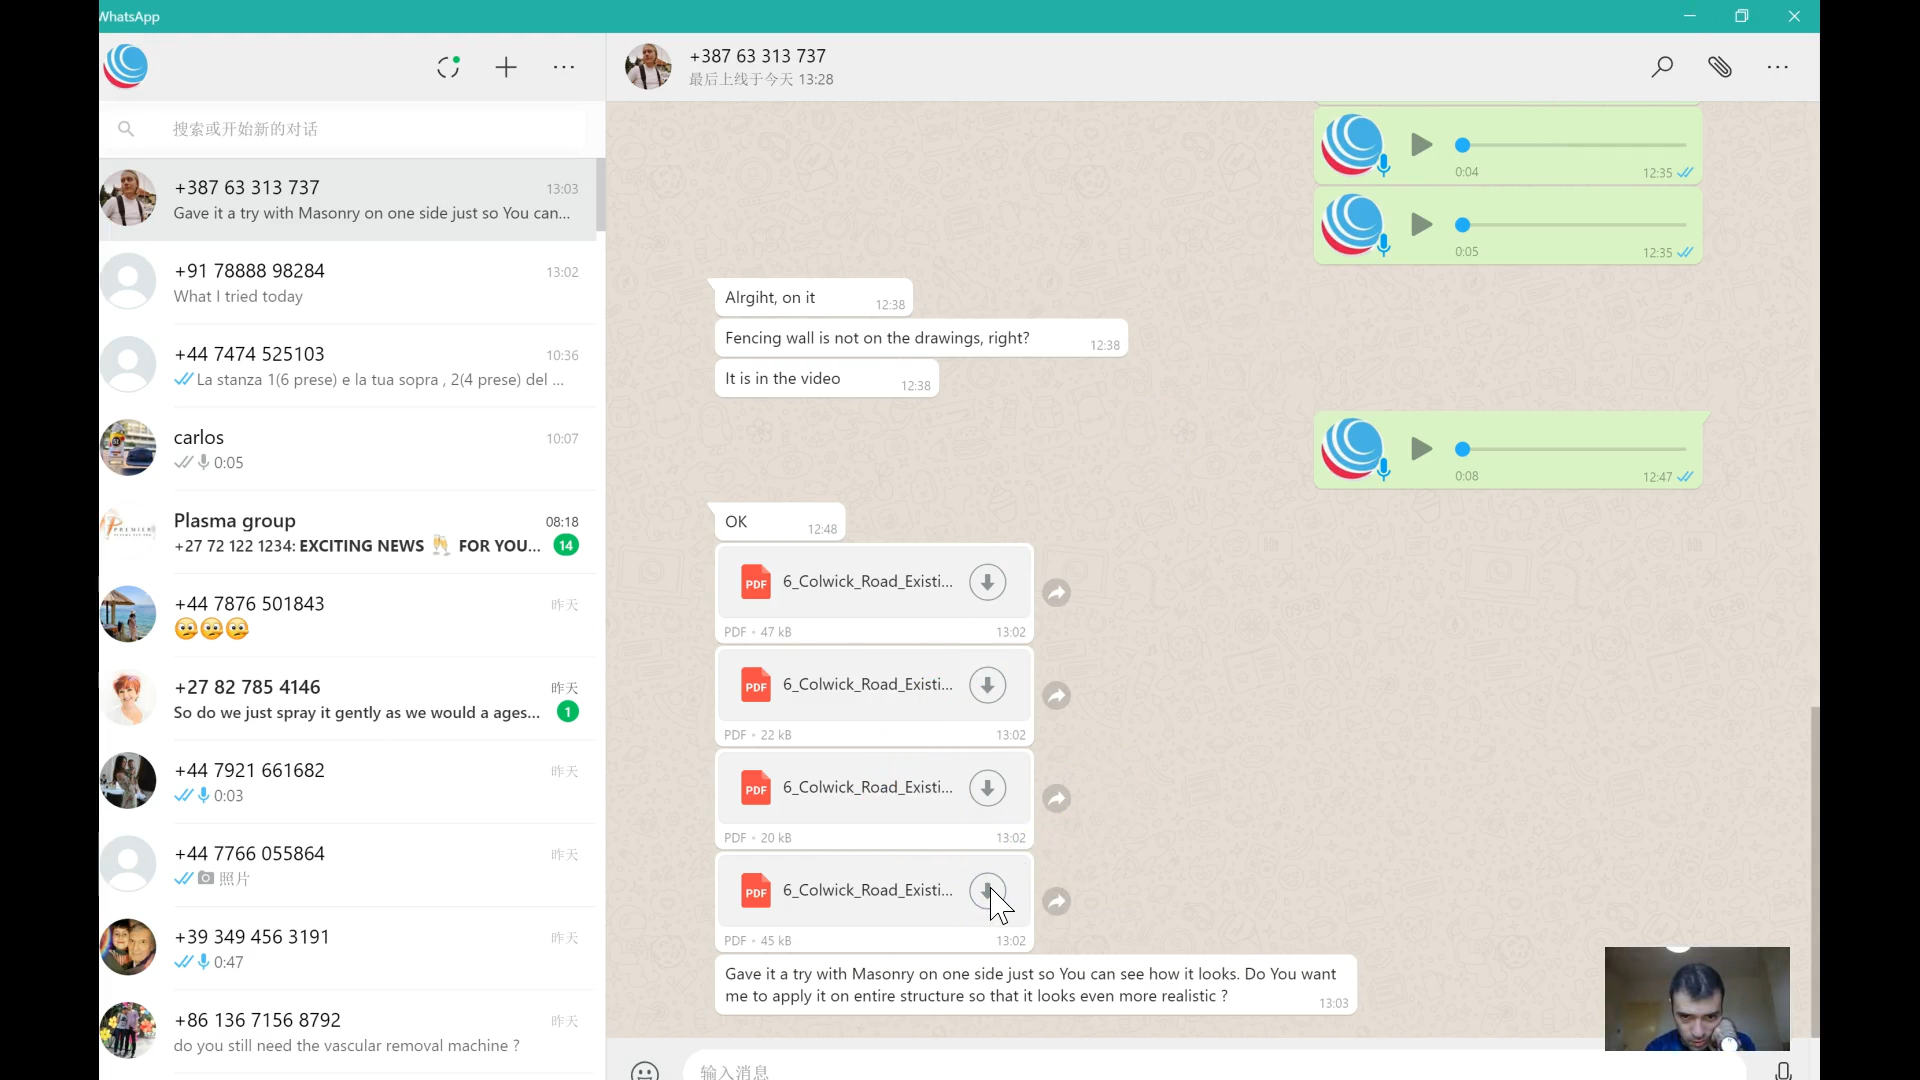 WhatsApp
搜索或开始新的对话
+387 63 313 737
13:03
Gave it a try with Masonry on one side just so You can...
+91 78888 98284
13:02
What I tried today
+44 7474 525103
10:36
La stanza 1(6 prese) e la tua sopra , 2(4 prese) del ...
carlos
10:07
0:05
Plasma group
08:18
+27 72 122 1234: EXCITING NEWS 🥂 FOR YOU...
14
+44 7876 501843
昨天
+27 82 785 4146
昨天
So do we just spray it gently as we would a ages...
1
+44 7921 661682
昨天
0:03
+44 7766 055864
昨天
照片
+39 349 456 3191
昨天
0:47
+86 136 7156 8792
昨天
do you still need the vascular removal machine ?
+387 63 313 737
最后上线于今天 13:28
0:04
12:35
0:05
12:35
Alrgiht, on it
12:38
Fencing wall is not on the drawings, right?
12:38
It is in the video
12:38
0:08
12:47
OK
12:48
PDF
6_Colwick_Road_Existi...
PDF • 47 kB
13:02
PDF
6_Colwick_Road_Existi...
PDF • 22 kB
13:02
PDF
6_Colwick_Road_Existi...
PDF • 20 kB
13:02
PDF
6_Colwick_Road_Existi...
PDF • 45 kB
13:02
Gave it a try with Masonry on one side just so You can see how it looks. Do You want
me to apply it on entire structure so that it looks even more realistic ?
13:03
输入消息